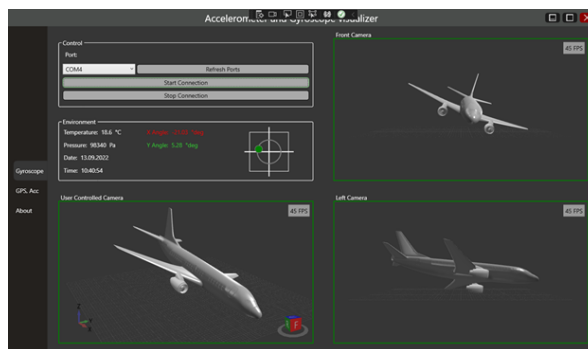 Accelerometer and Gyroscope Visualizer
Control
Port:
COM4
Refresh Ports
Start Connection
Stop Connection
Environment
Temperature: 18.6 °C
Pressure: 98340 Pa
Y Angle: 5.28 °deg
Date: 13.09.2022
Time: 10:40:54
Gyroscope
GPS, Acc
About
Front Camera
45 FPS
User Controlled Camera
45 FPS
Left Camera
45 FPS
F